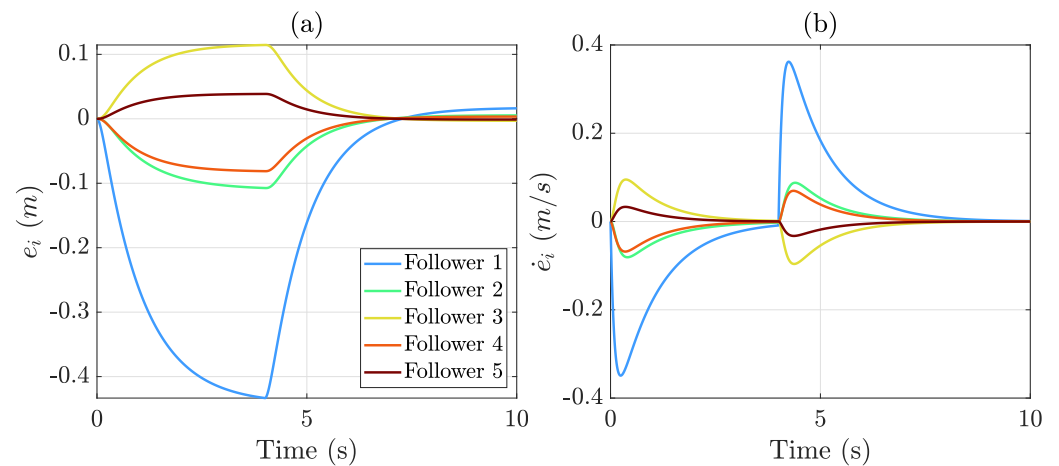 (a)
0.1
0
-0.1
-0.2
-0.3
-0.4
e_i (m)
Follower 1
Follower 2
Follower 3
Follower 4
Follower 5
0
5
10
Time (s)
(b)
0.4
0.2
0
-0.2
-0.4
ė_i (m/s)
0
5
10
Time (s)